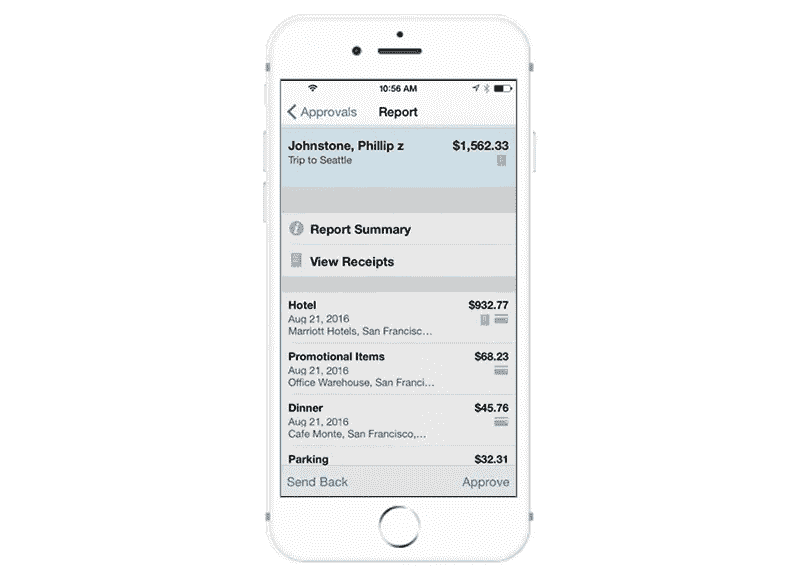 10:56 AM
Approvals Report
Johnstone, Phillip z $1,562.33
Trip to Seattle
Report Summary
View Receipts
Hotel $932.77
Aug 21, 2016
Marriott Hotels, San Francisc...
Promotional Items $68.23
Aug 21, 2016
Office Warehouse, San Franci...
Dinner $45.76
Aug 21, 2016
Cafe Monte, San Francisco,...
Parking $32.31
Send Back Approve